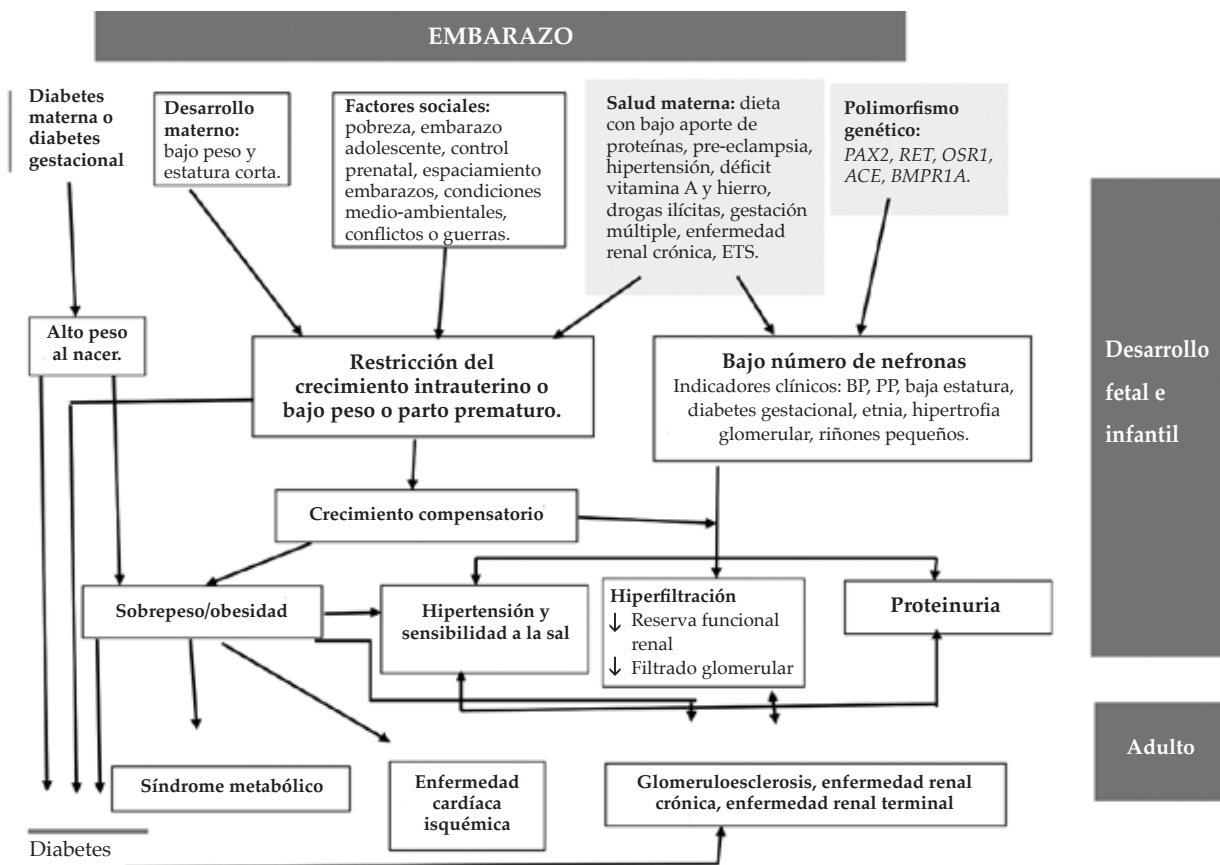 EMBARAZO
Diabetes
materna o
diabetes
gestacional
Desarrollo
materno:
bajo peso y
estatura corta.
Factores sociales:
pobreza, embarazo
adolescente, control
prenatal, espaciamiento
embarazos, condiciones
medio-ambientales,
conflictos o guerras.
Salud materna: dieta
con bajo aporte de
proteínas, pre-eclampsia,
hipertensión, déficit
vitamina A y hierro,
drogas ilícitas, gestación
múltiple, enfermedad
renal crónica, ETS.
Polimorfismo
genético:
PAX2, RET, OSR1,
ACE, BMPR1A.
Alto peso
al nacer.
Restricción del
crecimiento intrauterino o
bajo peso o parto prematuro.
Bajo número de nefronas
Indicadores clínicos: BP, PP, baja estatura,
diabetes gestacional, etnia, hipertrofia
glomerular, riñones pequeños.
Desarrollo
fetal e
infantil
Crecimiento compensatorio
Sobrepeso/obesidad
Hipertensión y
sensibilidad a la sal
Hiperfiltración
↓ Reserva funcional
renal
↓ Filtrado glomerular
Proteinuria
Adulto
Síndrome metabólico
Enfermedad
cardíaca
isquémica
Glomeruloesclerosis, enfermedad renal
crónica, enfermedad renal terminal
Diabetes